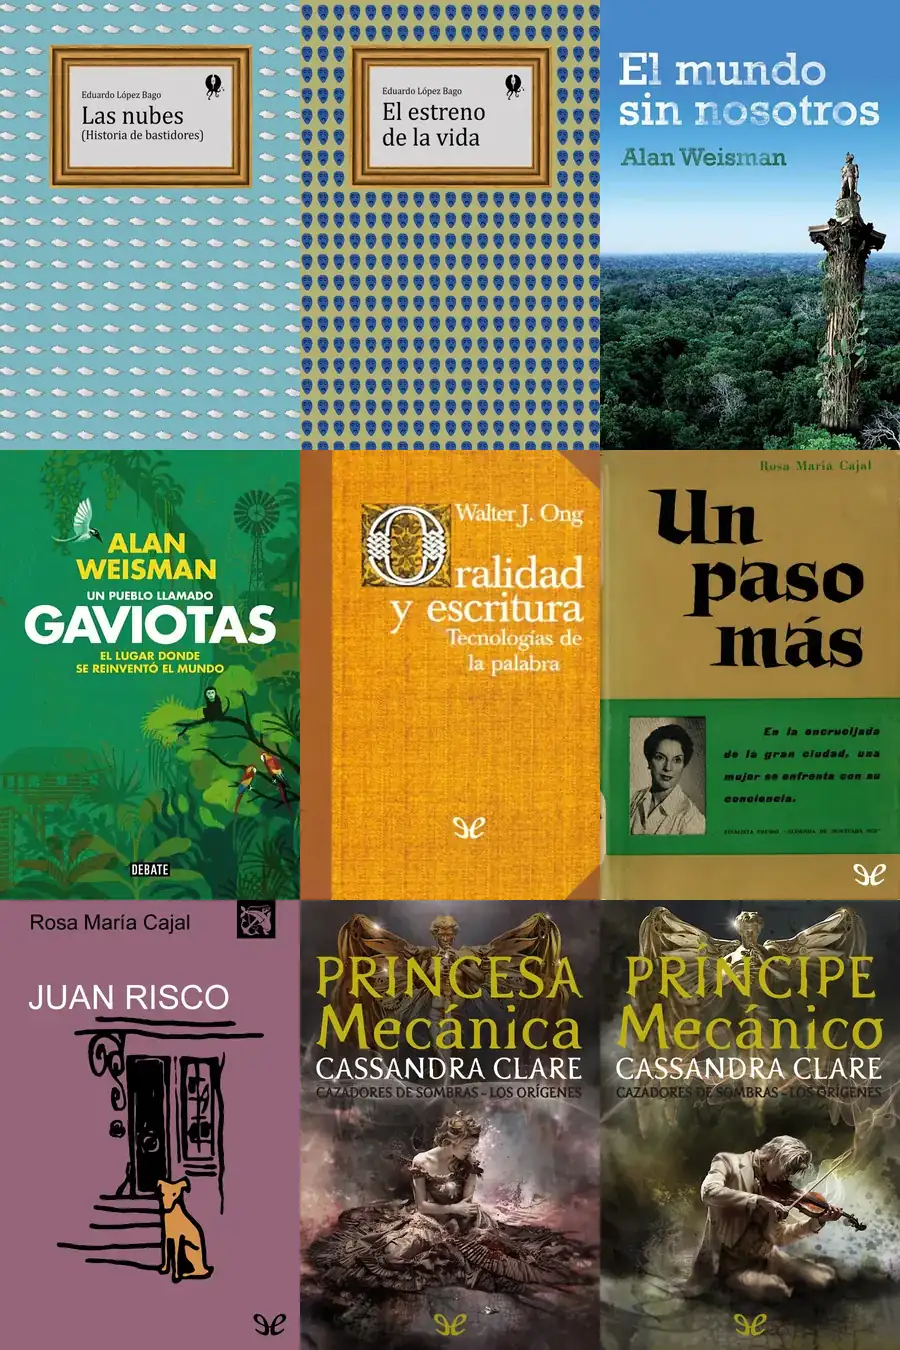 Eduardo López Bago
Las nubes
(Historia de bastidores)
Eduardo López Bago
El estreno
de la vida
El mundo
sin nosotros
Alan Weisman
ALAN
WEISMAN
UN PUEBLO LLAMADO
GAVIOTAS
EL LUGAR DONDE
SE REINVENTÓ EL MUNDO
DEBATE
Walter J. Ong
Oralidad
y escritura
Tecnologías de
la palabra
Rosa María Cajal
Un
paso
más
En la encrucijada
de la gran ciudad, una
mujer se enfrenta con su
conciencia.
FINALISTA PREMIO
Rosa María Cajal
JUAN RISCO
PRINCESA
Mecánica
CASSANDRA CLARE
CAZADORES DE SOMBRAS - LOS ORÍGENES
PRÍNCIPE
Mecánico
CASSANDRA CLARE
CAZADORES DE SOMBRAS - LOS ORÍGENES